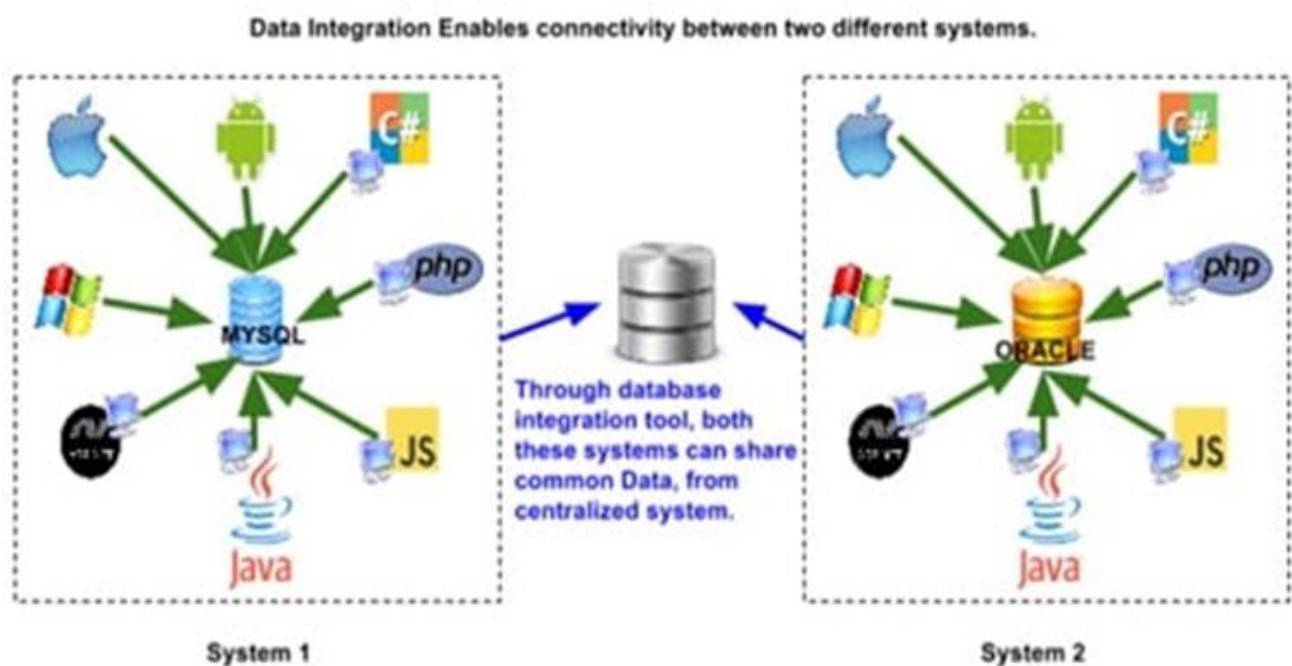 Data Integration Enables connectivity between two different systems.
C#
php
MYSQL
JS
Java
Through database
integration tool, both
these systems can share
common Data, from
centralized system.
C#
php
ORACLE
JS
Java
System 1
System 2